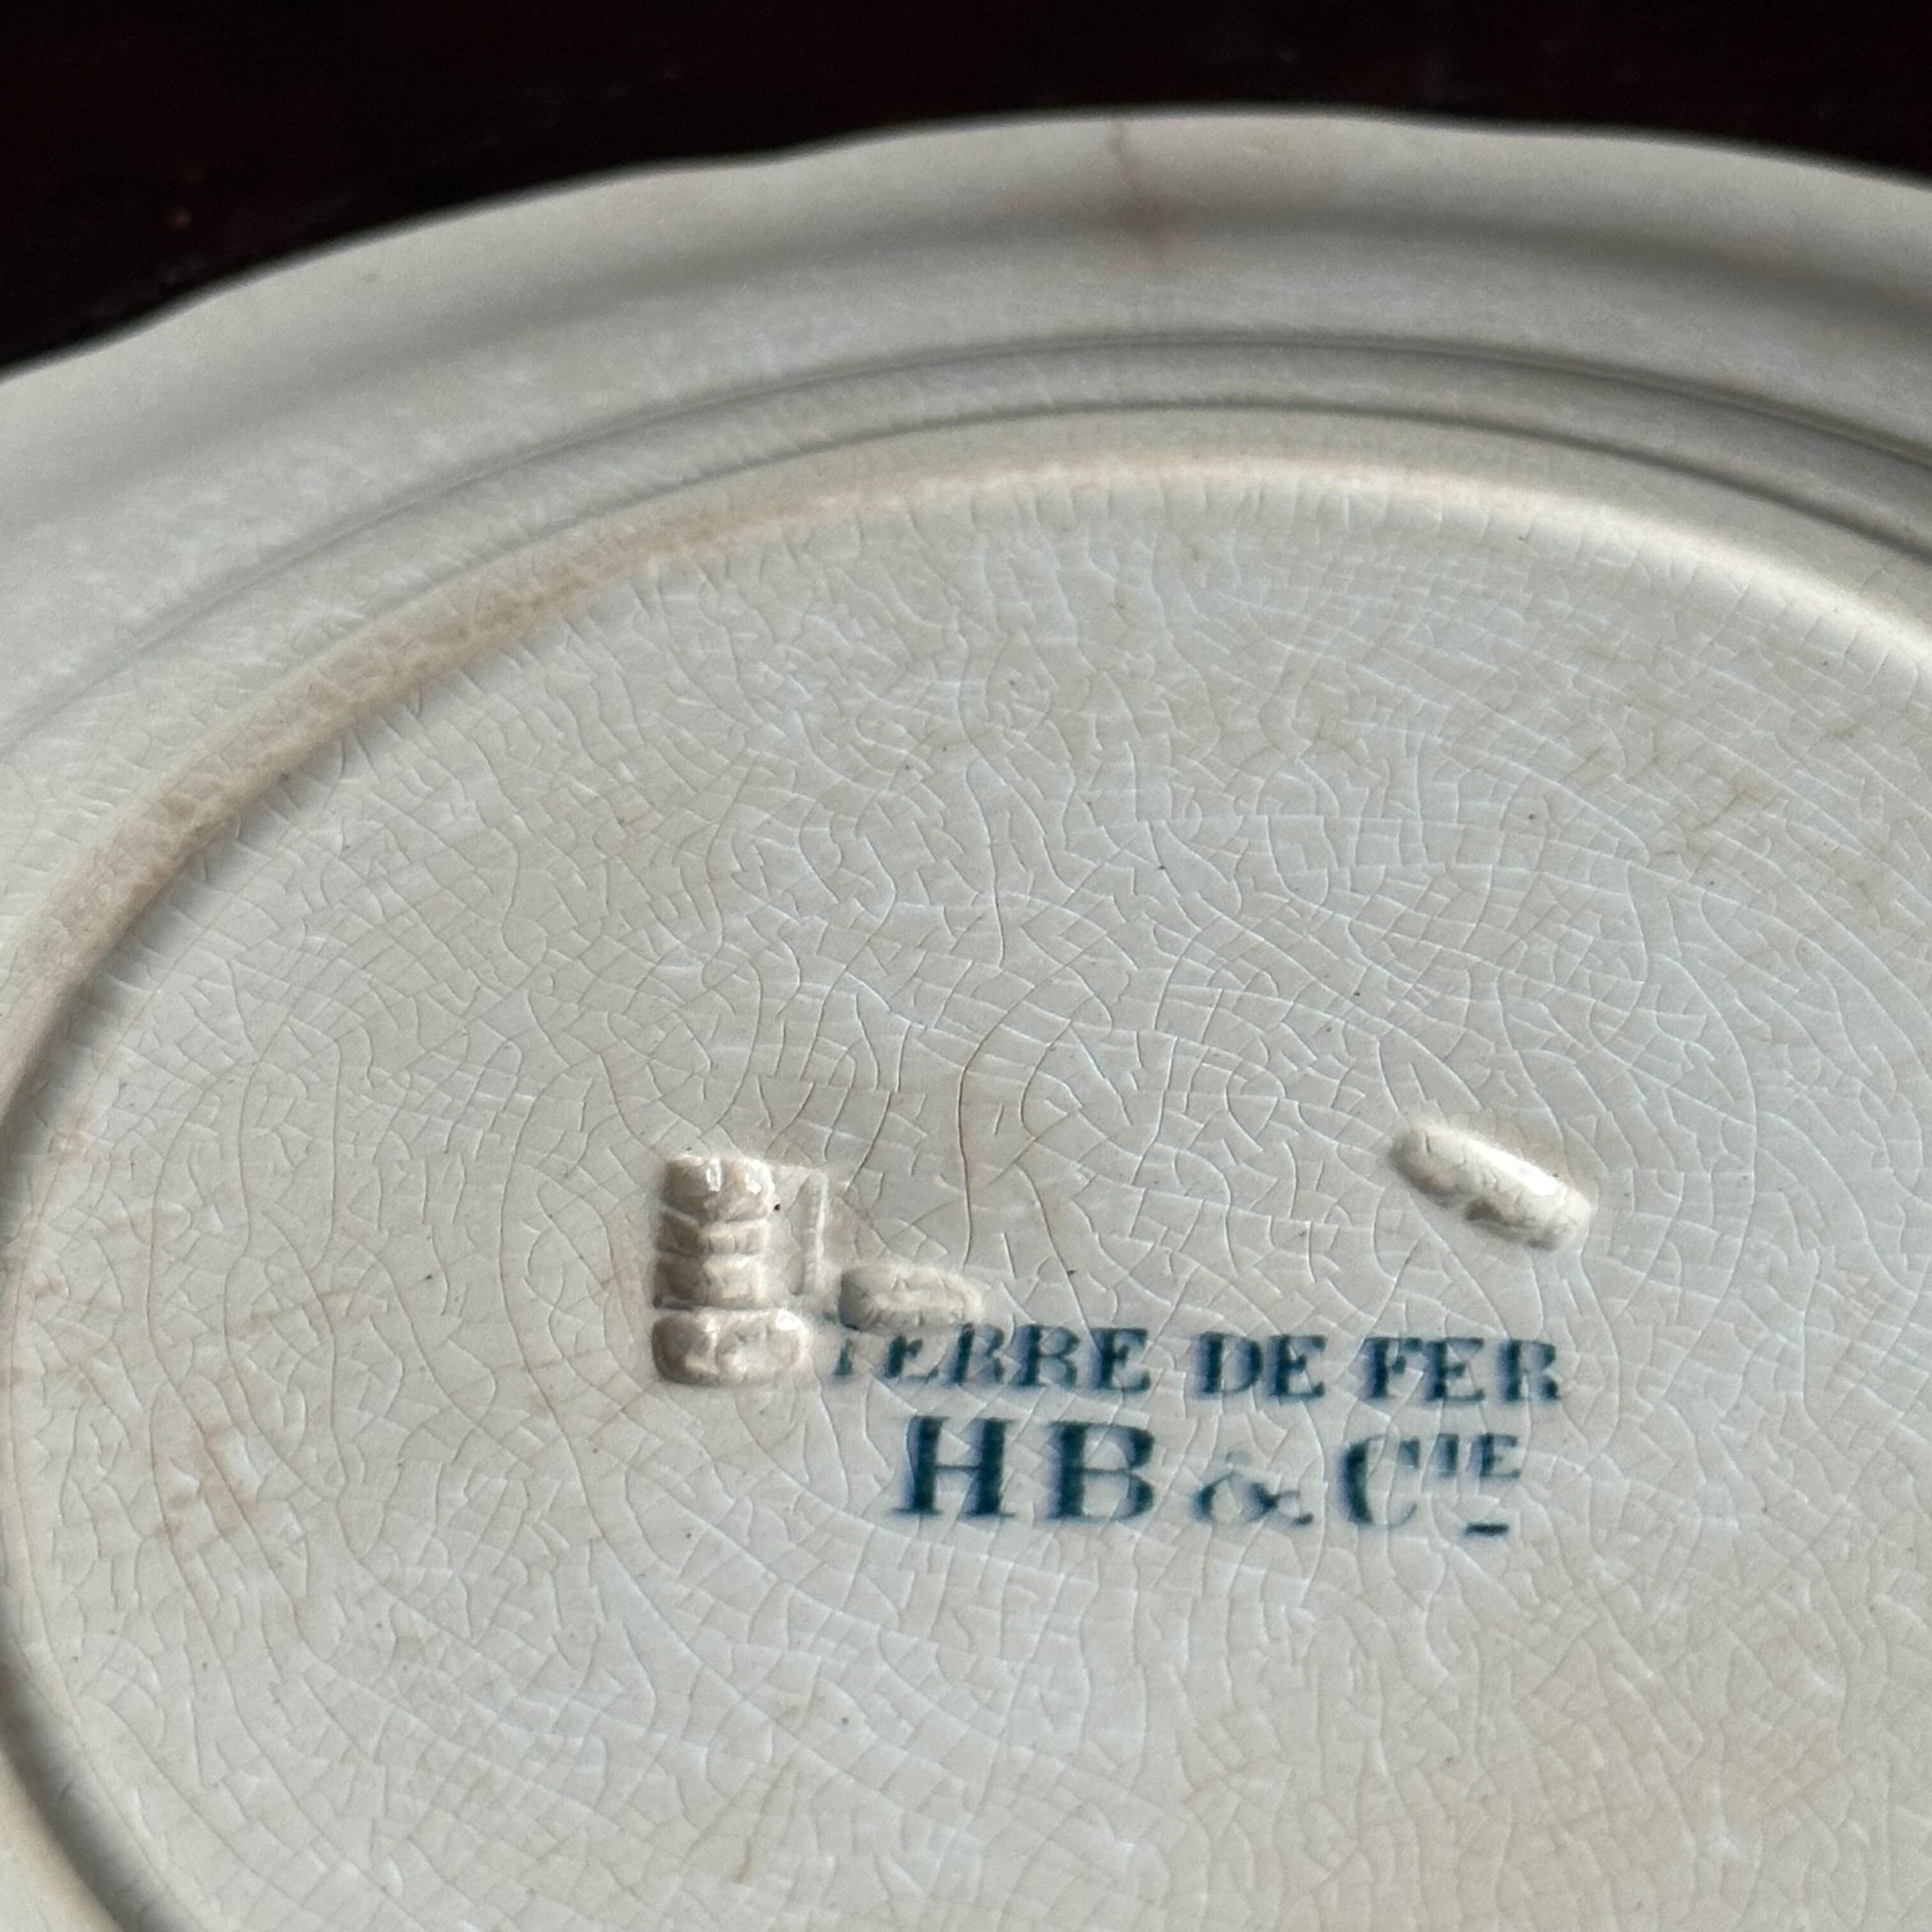 TERRE DE FER
HB & CIE